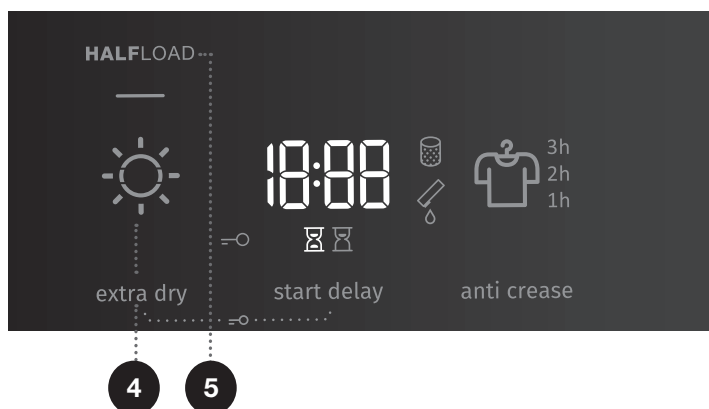 HALFLOAD
18:88
3h
2h
1h
extra dry
start delay
anti crease
4
5